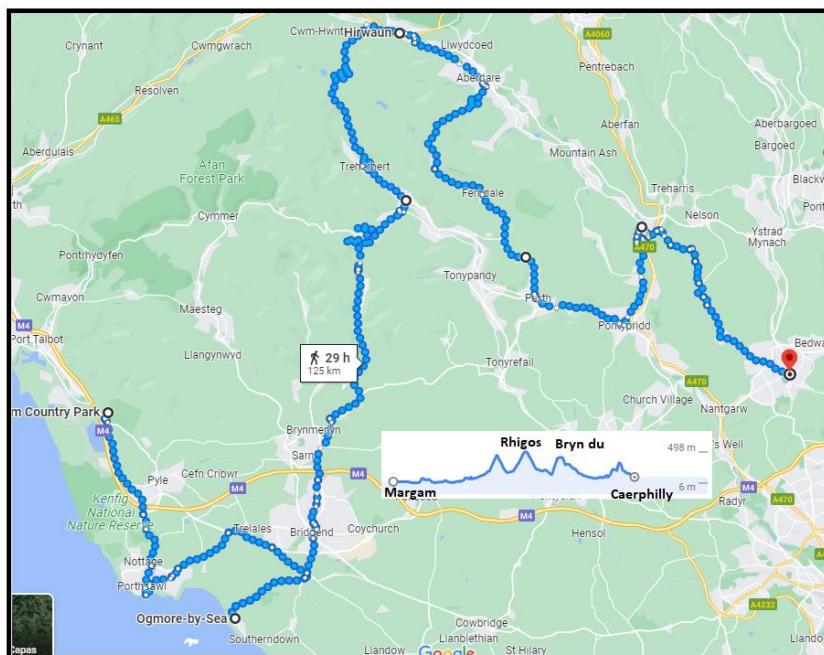 Crynant
Cwm-Hwnt
Hirwaun
A4060
Cwmgwrach
Llwydcoed
Pentrebach
Resolven
Aberdare
A465
Aberfan
Aberbargoed
Bargoed
Aberdulais
Afan
Forest Park
Treherbert
Mountain Ash
Blackw
Treharris
Ferndale
Nelson
Pont
Cymmer
Ystrad
Mynach
Pontrhydyfen
A470
Tonypandy
Cwmavon
Maesteg
Porth
M4
Pontypridd
Port Talbot
Bedwa
Llangynwyd
29 h
125 km
Tonyrefail
A470
m Country Park
Church Village
Nantgarw
M4
Brynmenyn
Rhigos
Bryn du
498 m
's Well
Sarn
Pyle
Cefn Cribwr
6 m
Margam
Caerphilly
Radyr
Kenfig
National
Nature Reserve
M4
A470
M4
Trelales
Bridgend
Coychurch
Hensol
Nottage
Porthcawl
A4232
Ogmore-by-Sea
Cowbridge
Southerndown
Llandow
Llanblethian
St Hilary
Llando
Capas
Google